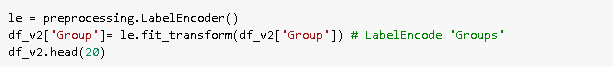 le = preprocessing.LabelEncoder()
df_v2['Group']= le.fit_transform(df_v2['Group']) # LabelEncode 'Groups'
df_v2.head(20)